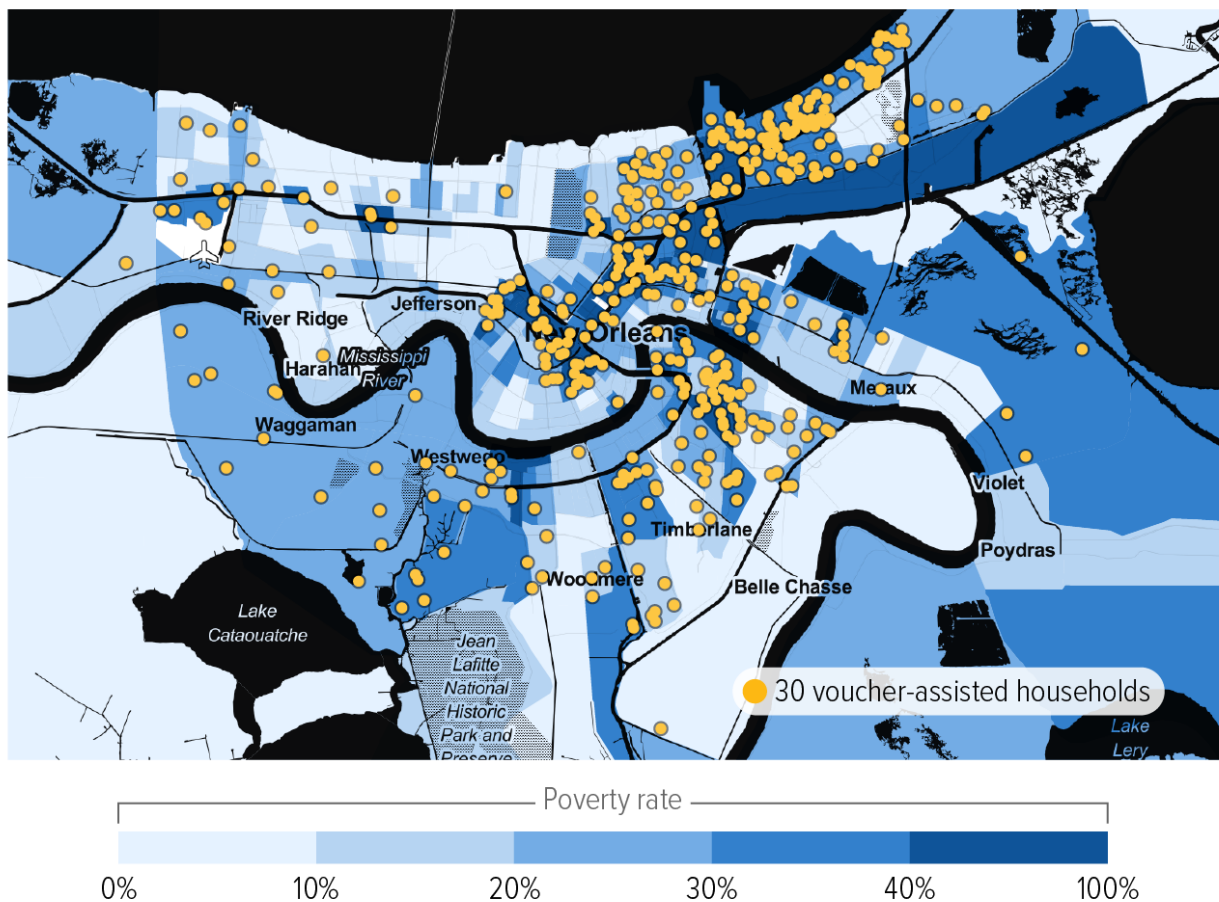 Jefferson
New Orleans
River Ridge
Mississippi
River
Harahan
Meraux
Waggaman
Westwego
Violet
Timberlane
Poydras
Woodmere
Belle Chasse
Lake
Cataouatche
Jean
Lafitte
National
Historic
Park and
Preserve
30 voucher-assisted households
Lake
Lery
Poverty rate
0%
10%
20%
30%
40%
100%